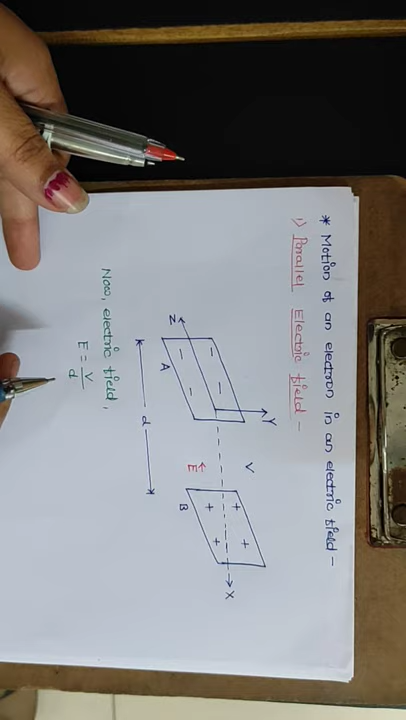 * Motion of an electron in an electric field -
1) Parallel Electric field -
Y
Z
V
X
- - - -
+ + + +
A
E
B
d
Now, electric field,
E = V/d